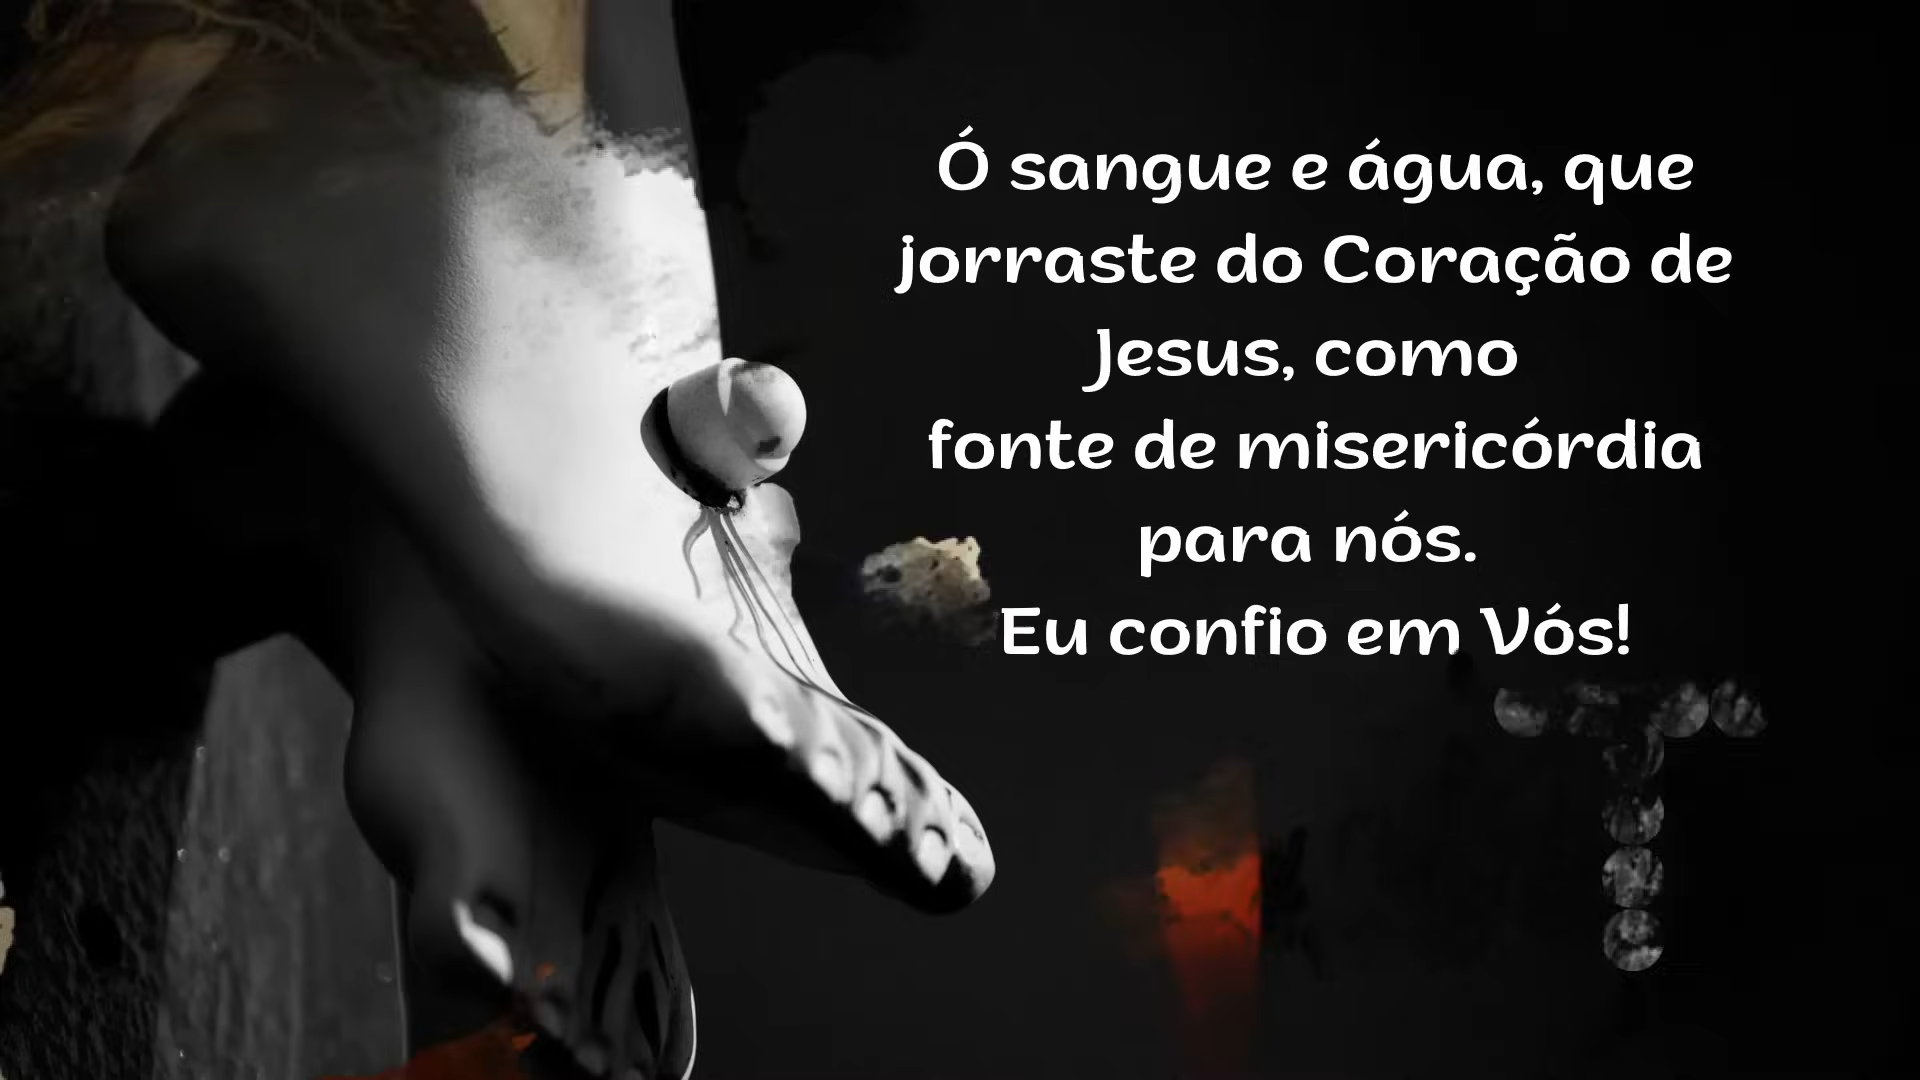 Ó sangue e água, que
jorraste do Coração de
Jesus, como
fonte de misericórdia
para nós.
Eu confio em Vós!